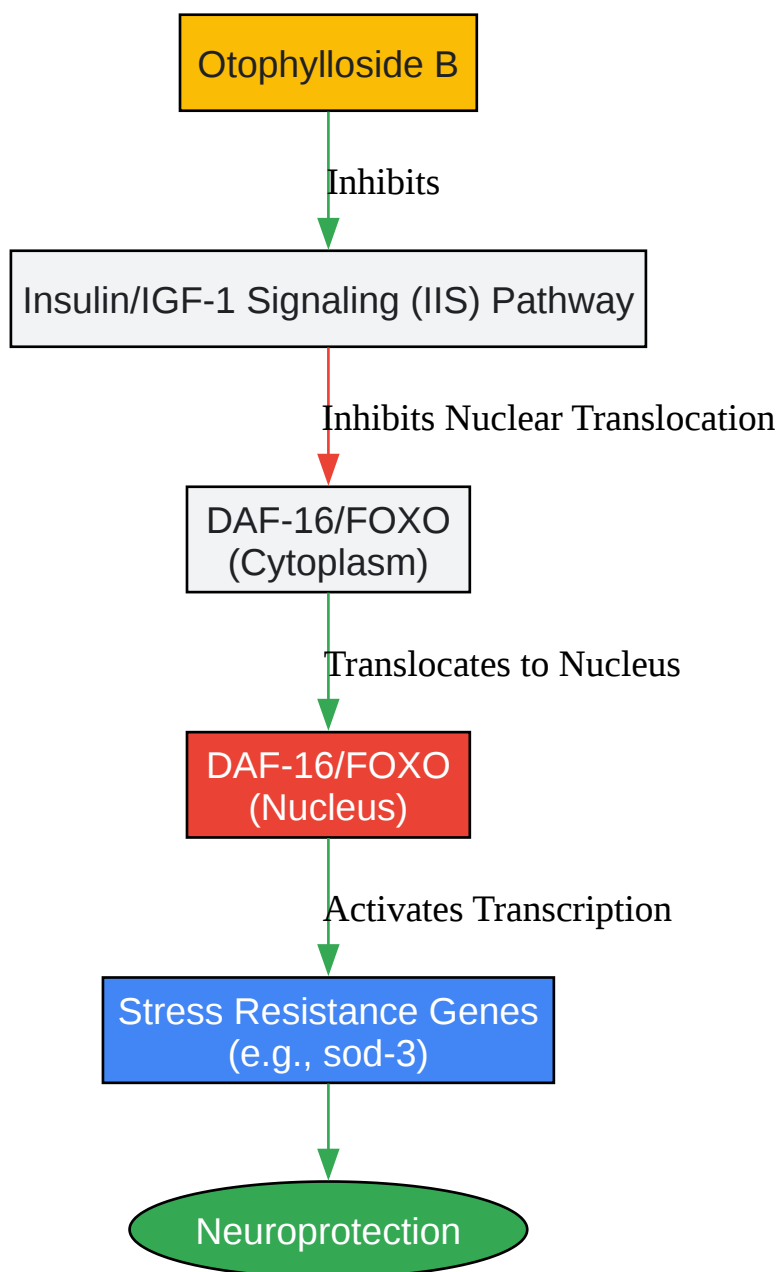 Otophylloside B
Inhibits
Insulin/IGF-1 Signaling (IIS) Pathway
Inhibits Nuclear Translocation
DAF-16/FOXO
(Cytoplasm)
Translocates to Nucleus
DAF-16/FOXO
(Nucleus)
Activates Transcription
Stress Resistance Genes
(e.g., sod-3)
Neuroprotection